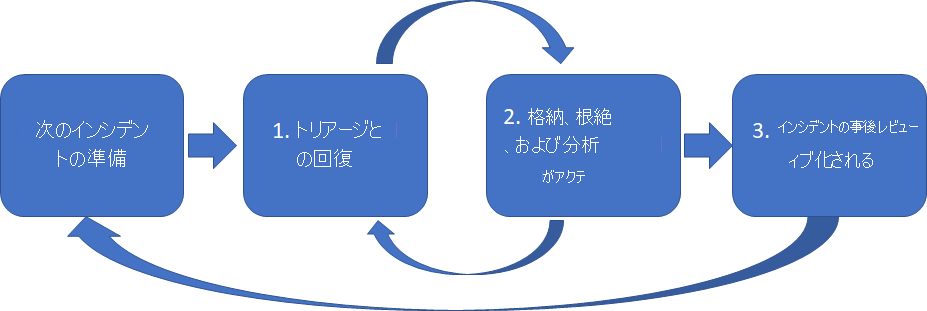 次のインシデン
トの準備
1. トリアージと
の回復
2. 格納、根絶
、および分析
がアクテ
3. インシデントの事後レビュー
ィブ化される